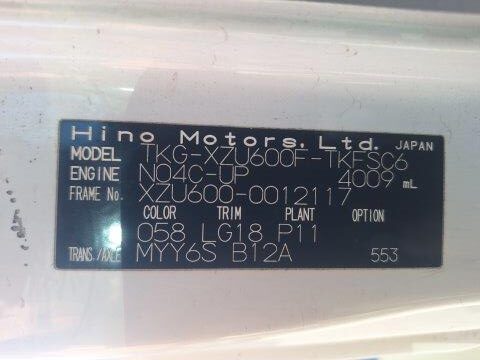 Hino Motors, Ltd. JAPAN
MODEL TKG-XZU600F-TKFSC6
ENGINE N04C-UP 4009 mL
FRAME No. XZU600-0012117
COLOR TRIM PLANT OPTION
058 LG18 P11
TRANS/AXLE MYY6S B12A 553